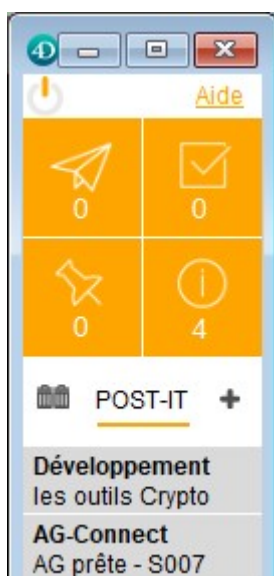 4D
Aide
0
0
0
4
POST-IT
Développement
les outils Crypto
AG-Connect
AG prête - S007